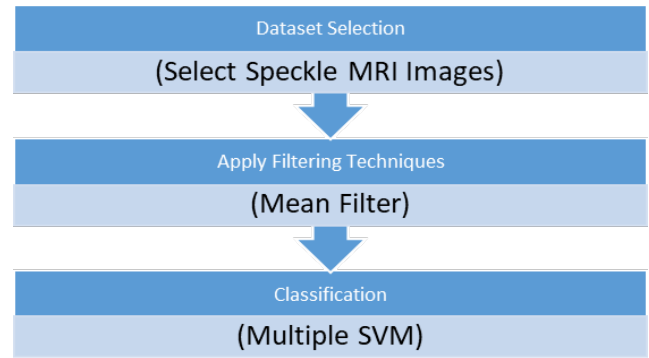 Dataset Selection
(Select Speckle MRI Images)
Apply Filtering Techniques
(Mean Filter)
Classification
(Multiple SVM)